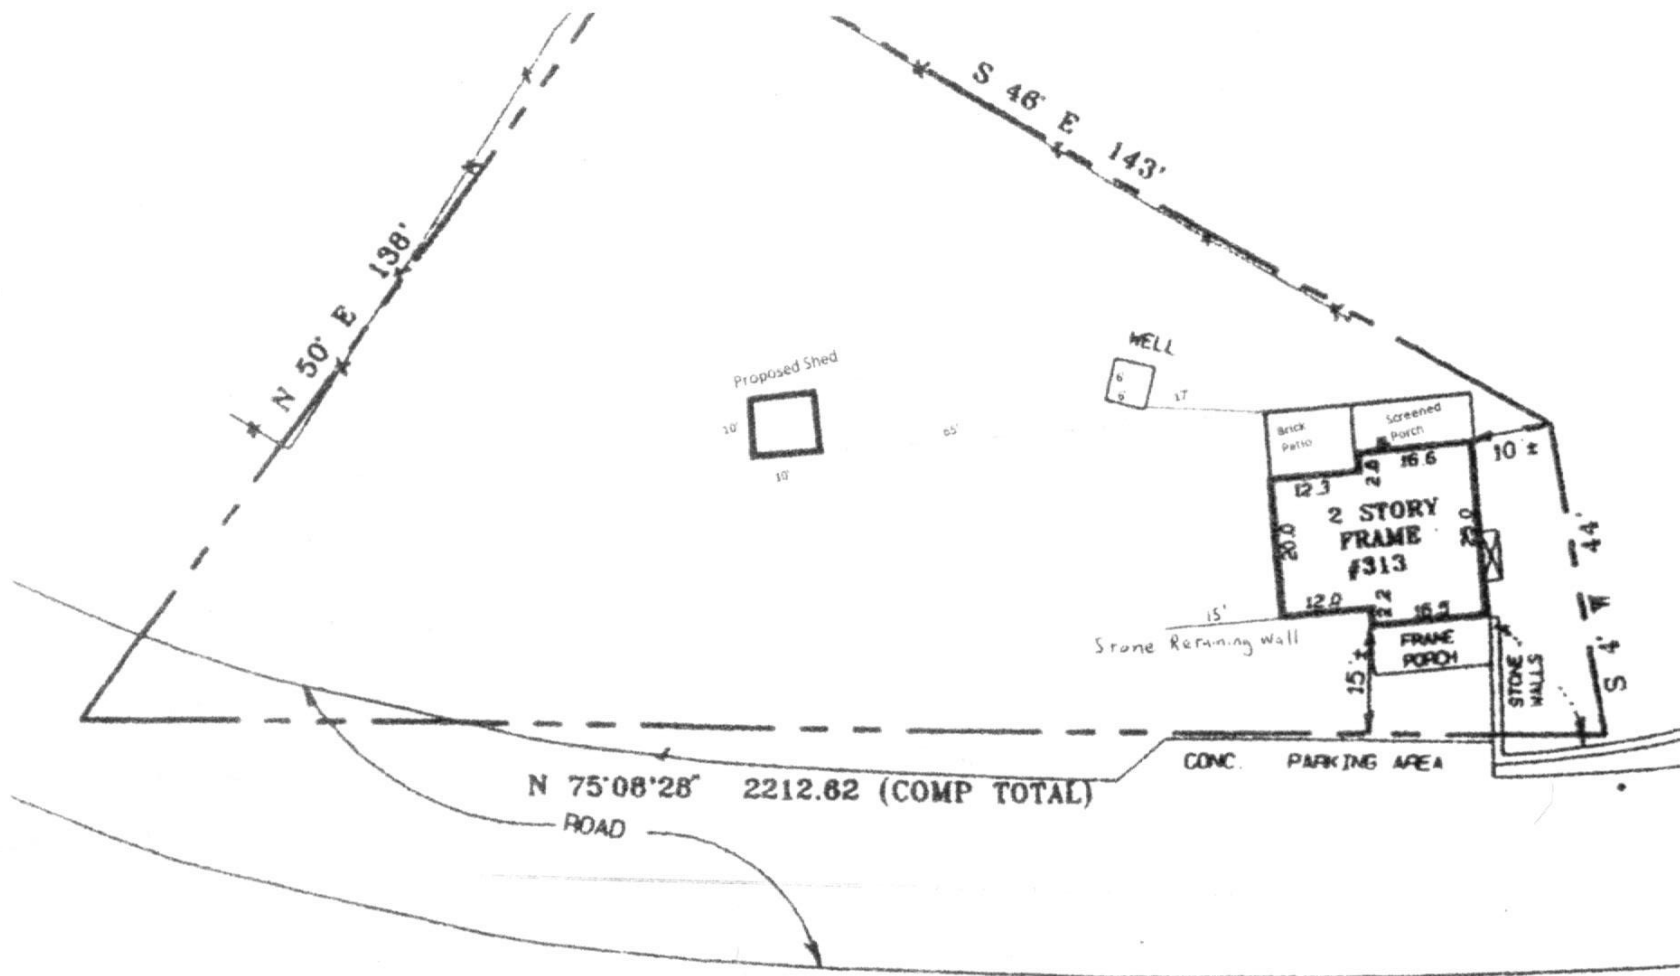 S 46° E 143'
N 50° E 138'
WELL
Proposed Shed
10'
10'
65'
6'
6'
17
Brick
Patio
Screened
Porch
10'±
12.3
2.0
16.6
2 STORY
FRAME
#313
20.0
12.0
2.2
16.5
15'
Stone Retaining Wall
FRAME
PORCH
15'±
STONE
WALLS
S 4° W 44'
CONC. PARKING AREA
N 75°08'28" 2212.62 (COMP TOTAL)
ROAD